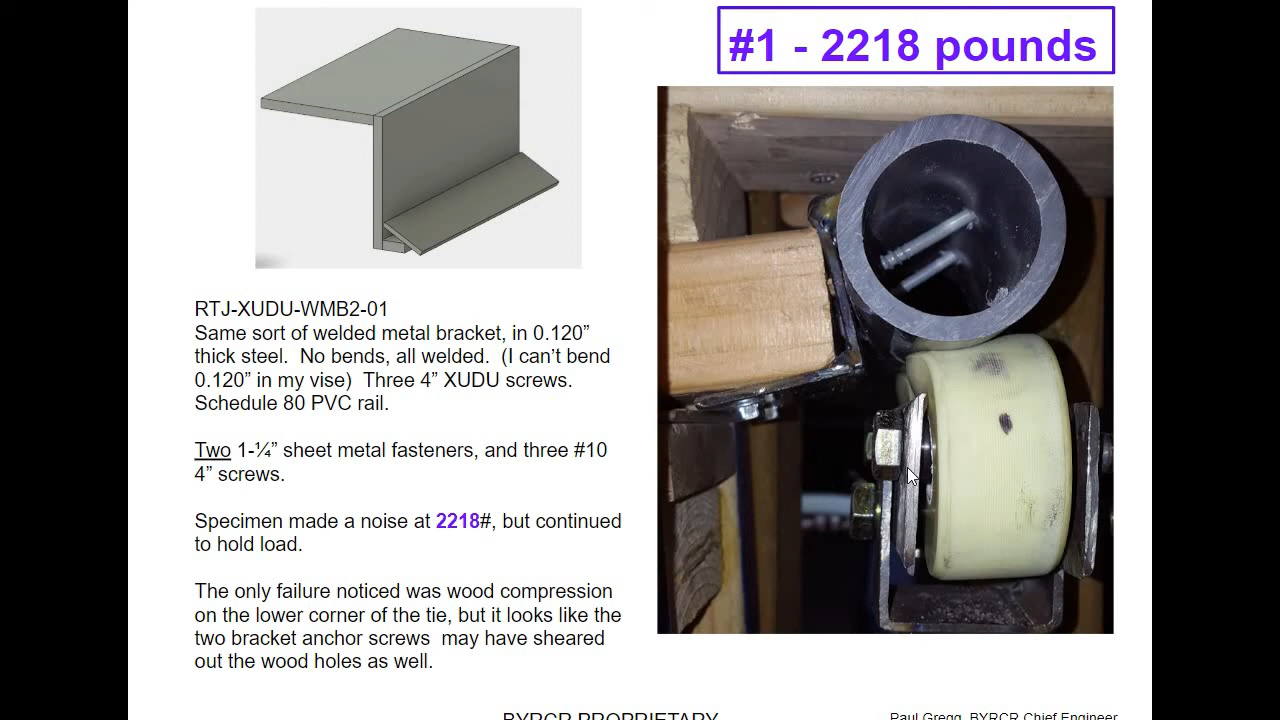 #1 - 2218 pounds
RTJ-XUDU-WMB2-01
Same sort of welded metal bracket, in 0.120”
thick steel.  No bends, all welded.  (I can’t bend
0.120” in my vise)  Three 4” XUDU screws.
Schedule 80 PVC rail.
Two 1-¼” sheet metal fasteners, and three #10
4” screws.
Specimen made a noise at 2218#, but continued
to hold load.
The only failure noticed was wood compression
on the lower corner of the tie, but it looks like the
two bracket anchor screws  may have sheared
out the wood holes as well.
BYRCR PROPRIETARY
Paul Gregg, BYRCR Chief Engineer